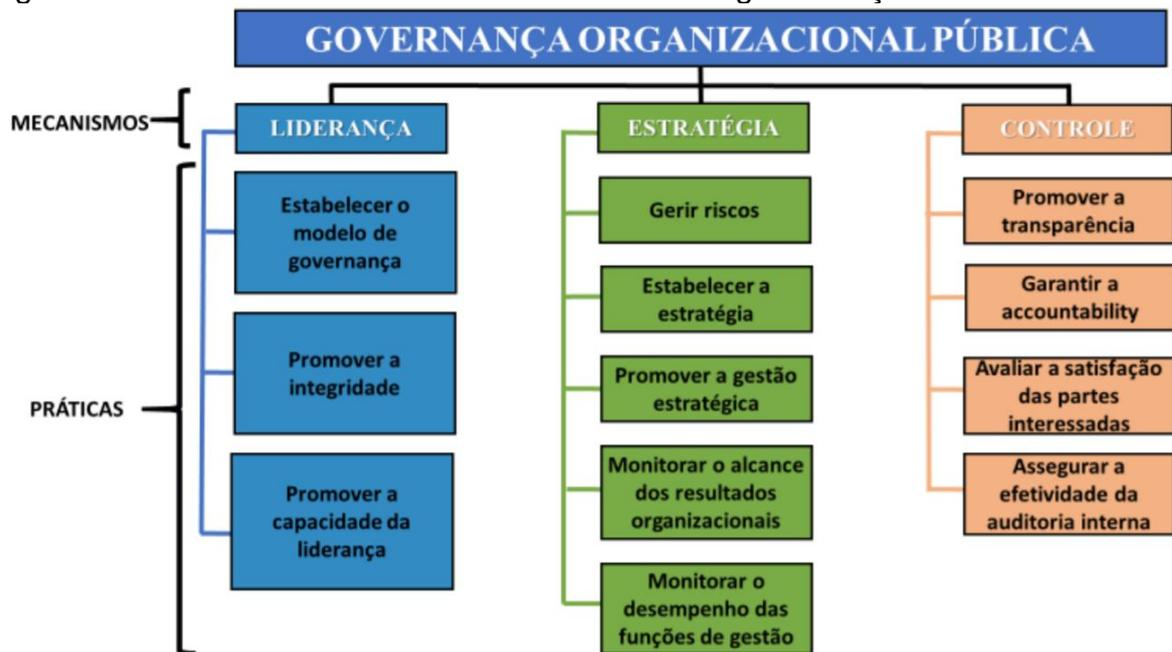 GOVERNANÇA ORGANIZACIONAL PÚBLICA
MECANISMOS
LIDERANÇA
ESTRATÉGIA
CONTROLE
PRÁTICAS
Estabelecer o
modelo de
governança
Promover a
integridade
Promover a
capacidade da
liderança
Gerir riscos
Estabelecer a
estratégia
Promover a gestão
estratégica
Monitorar o alcance
dos resultados
organizacionais
Monitorar o
desempenho das
funções de gestão
Promover a
transparência
Garantir a
accountability
Avaliar a satisfação
das partes
interessadas
Assegurar a
efetividade da
auditoria interna